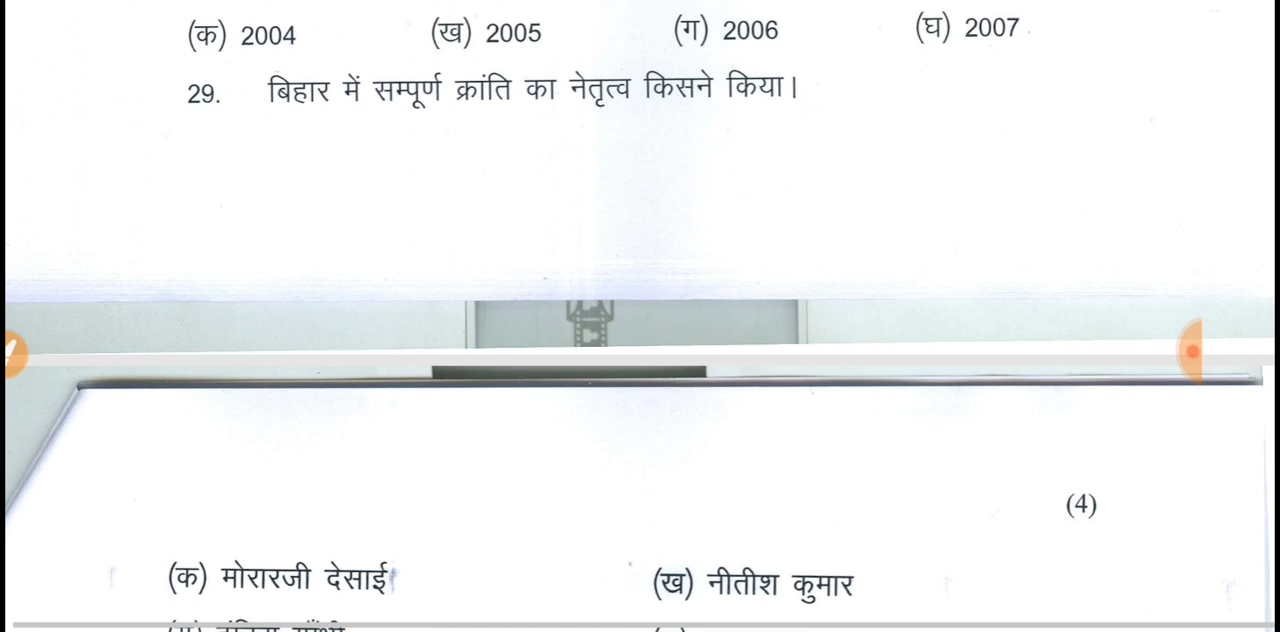 (क) 2004 (ख) 2005 (ग) 2006 (घ) 2007
29. बिहार में सम्पूर्ण क्रांति का नेतृत्व किसने किया।
(4)
(क) मोरारजी देसाई (ख) नीतीश कुमार